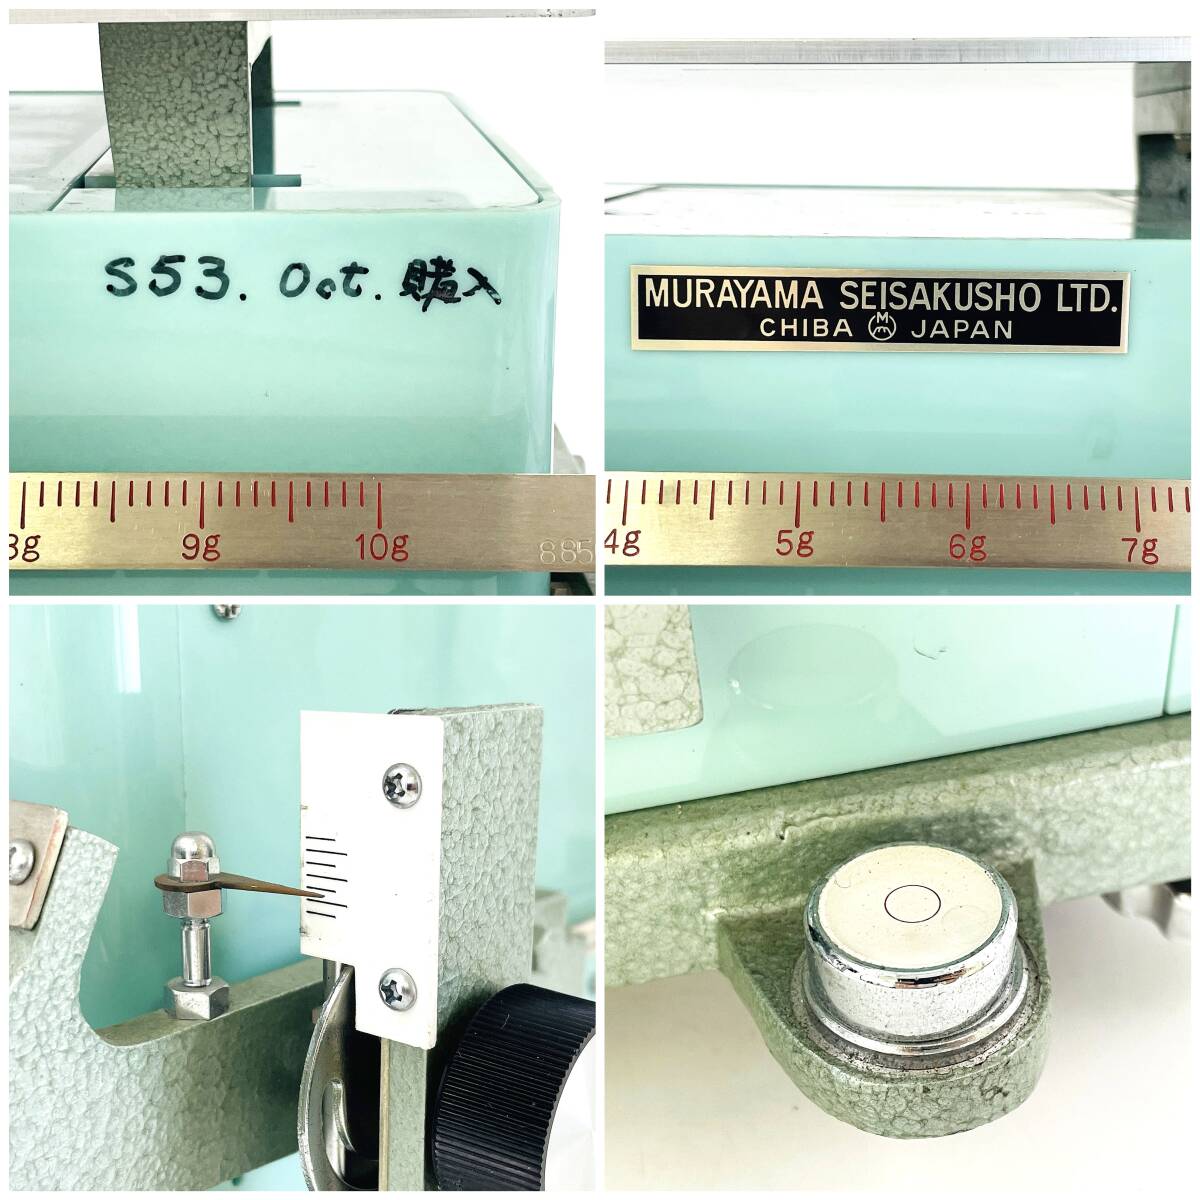 S53. Oct. 購入
8g 9g 10g 885
MURAYAMA SEISAKUSHO LTD.
CHIBA M JAPAN
4g 5g 6g 7g